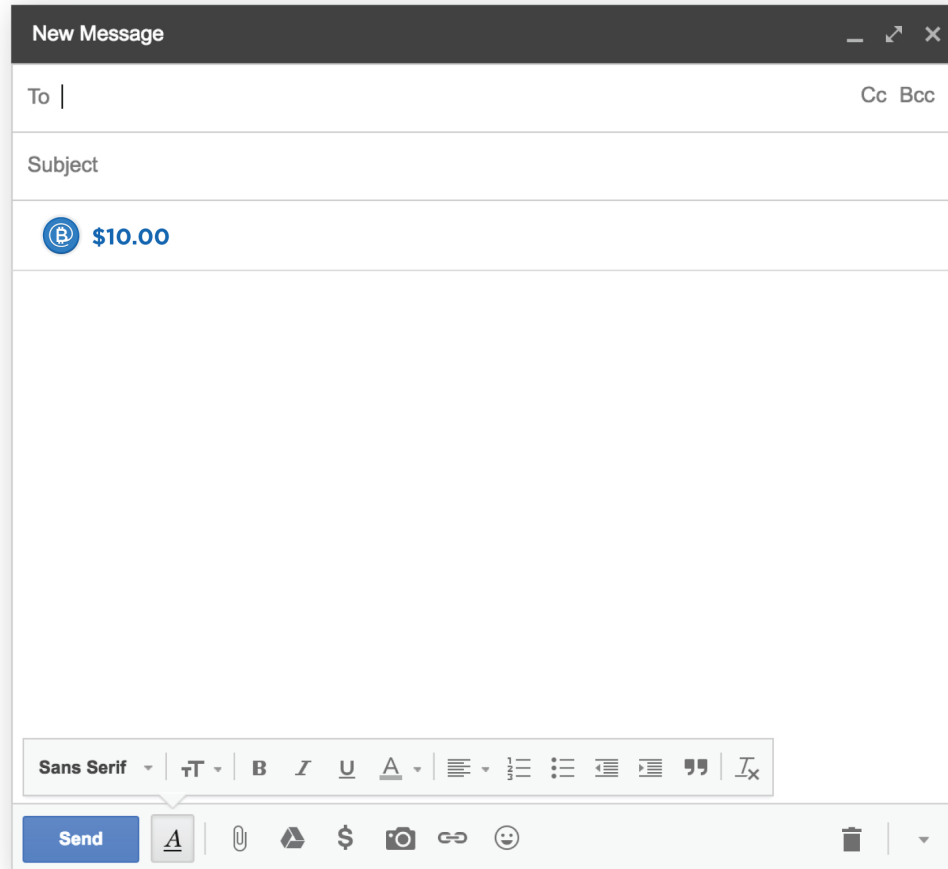 New Message
To Cc Bcc
Subject
$10.00
Sans Serif
Send